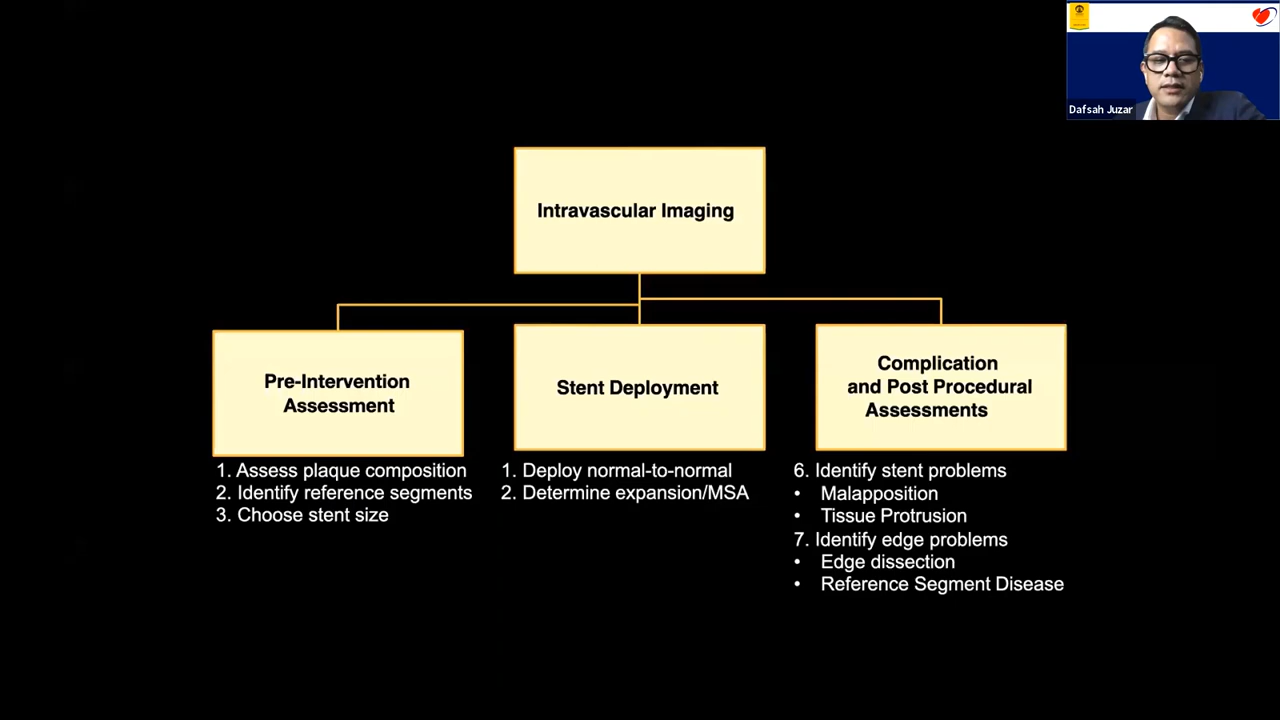 Dafsah Juzar
Intravascular Imaging
Pre-Intervention
Assessment
1. Assess plaque composition
2. Identify reference segments
3. Choose stent size
Stent Deployment
1. Deploy normal-to-normal
2. Determine expansion/MSA
Complication
and Post Procedural
Assessments
6. Identify stent problems
• Malapposition
• Tissue Protrusion
7. Identify edge problems
• Edge dissection
• Reference Segment Disease